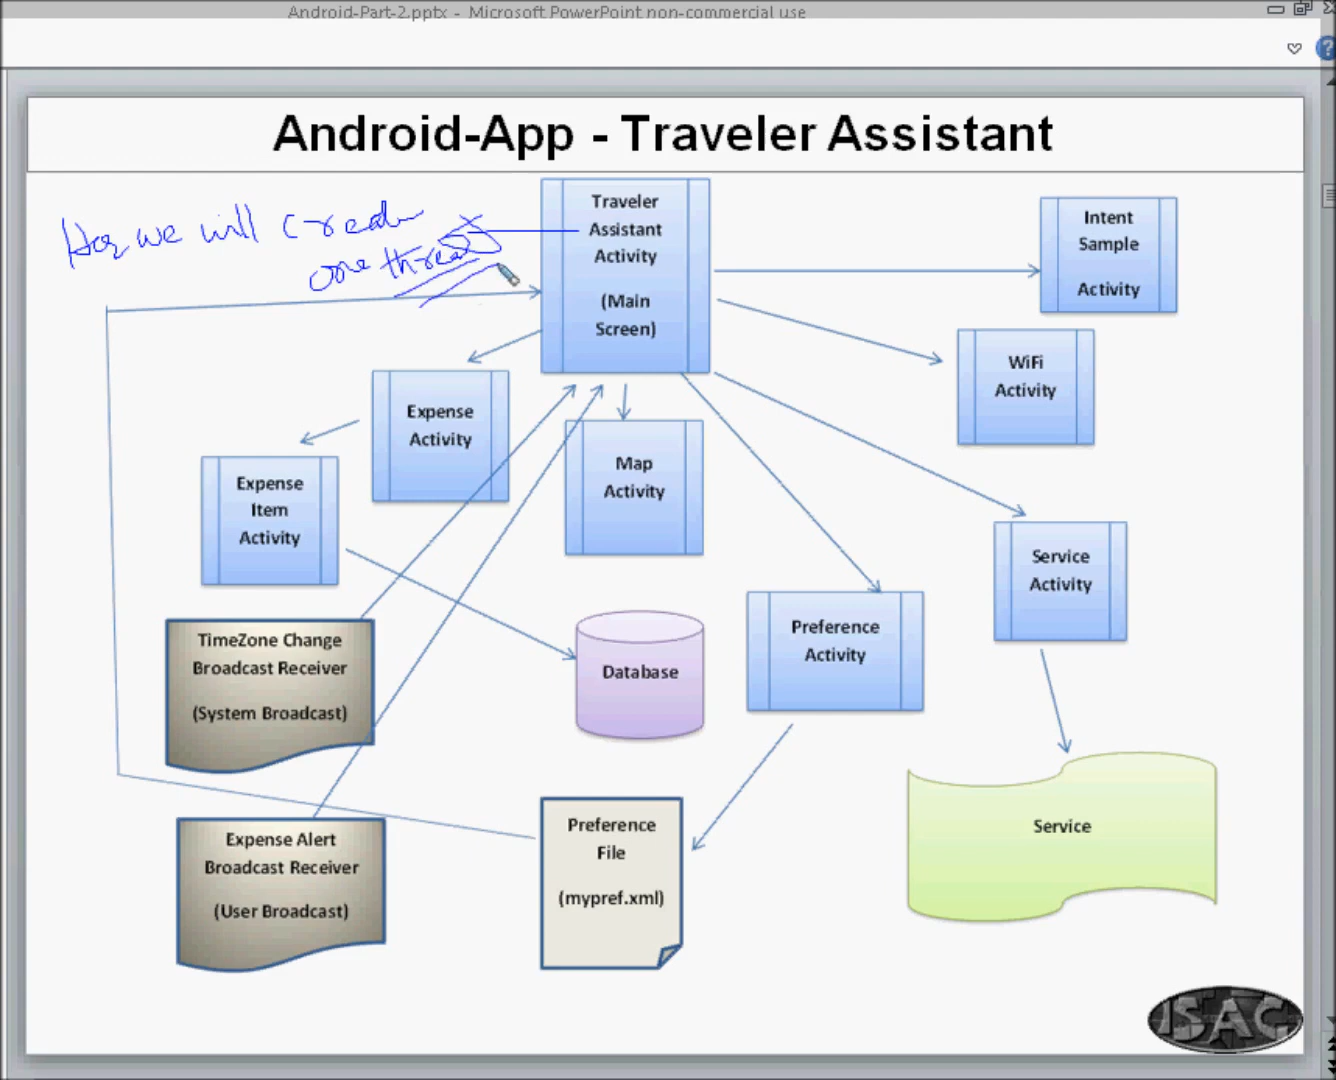 Android-Part-2.pptx - Microsoft PowerPoint non-commercial use
Android-App - Traveler Assistant
we will create
one thread
Traveler
Assistant
Activity
(Main
Screen)
Intent
Sample
Activity
WiFi
Activity
Expense
Activity
Map
Activity
Expense
Item
Activity
Service
Activity
TimeZone Change
Broadcast Receiver
(System Broadcast)
Database
Preference
Activity
Expense Alert
Broadcast Receiver
(User Broadcast)
Preference
File
(mypref.xml)
Service
ISAC